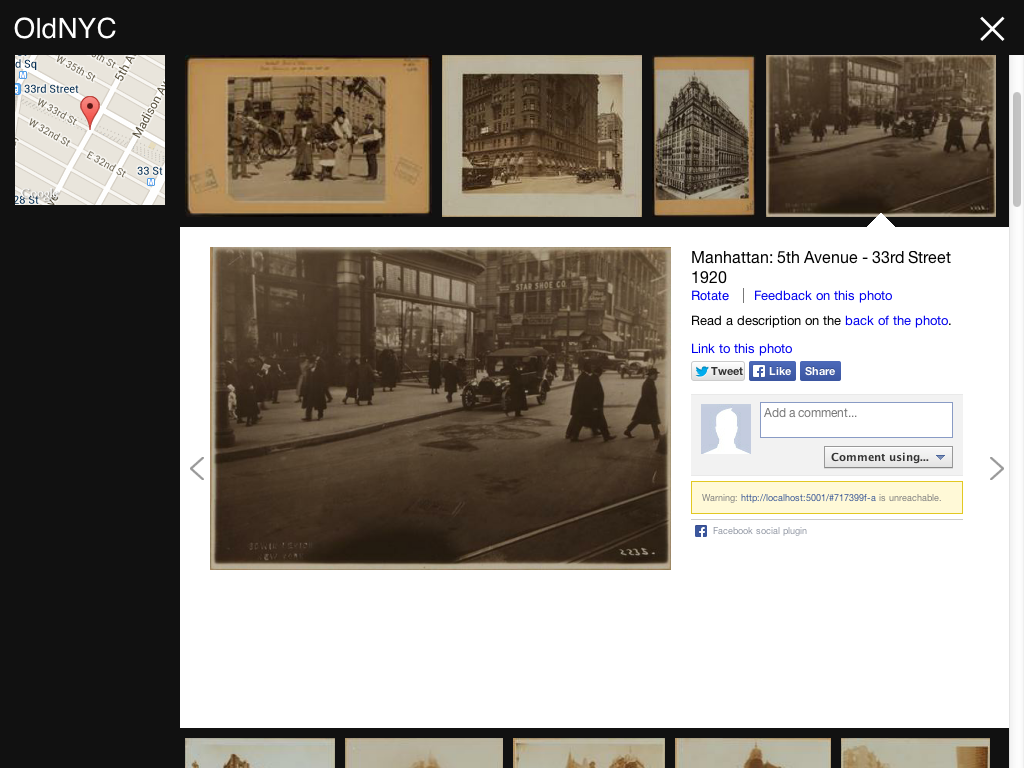 OldNYC
d Sq
W 35th St
5th A
33rd Street
W 33rd St
Madison Av
W 32nd St
E 32nd St
33 St
Google
28 St
Manhattan: 5th Avenue - 33rd Street
1920
Rotate
Feedback on this photo
Read a description on the back of the photo.
Link to this photo
Tweet
Like
Share
Add a comment...
Comment using...
Warning: http://localhost:5001/#717399f-a is unreachable.
Facebook social plugin
STAR SHOE CO.